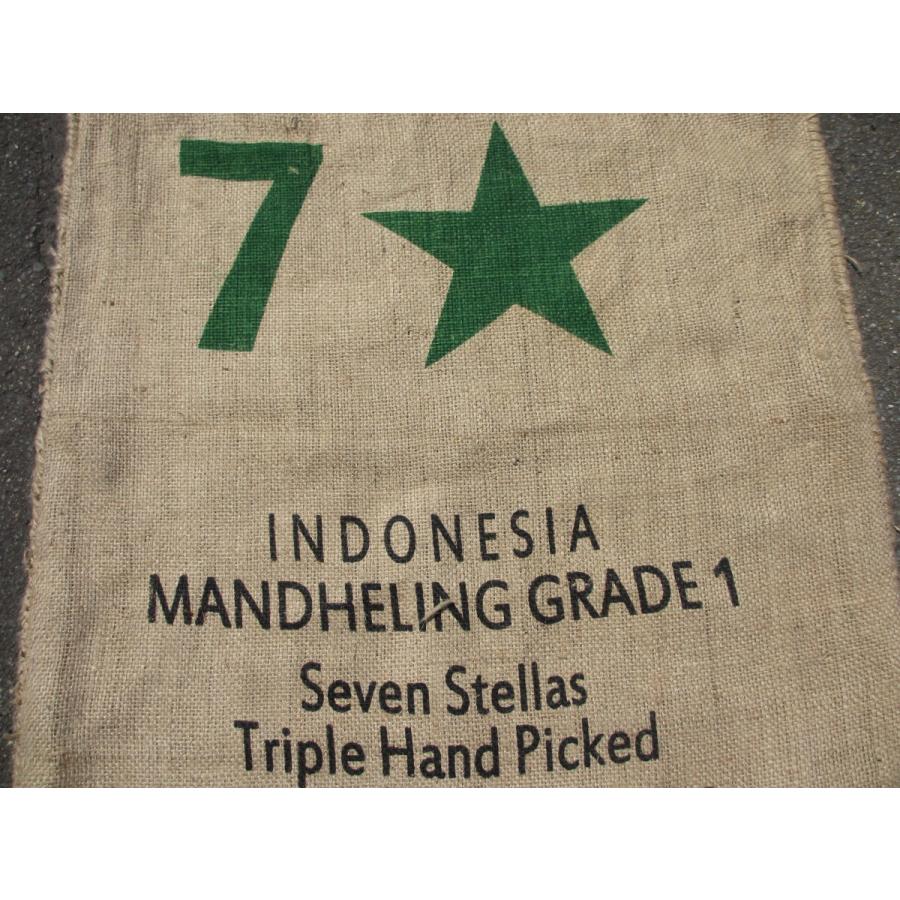 7
INDONESIA
MANDHELING GRADE 1
Seven Stellas
Triple Hand Picked